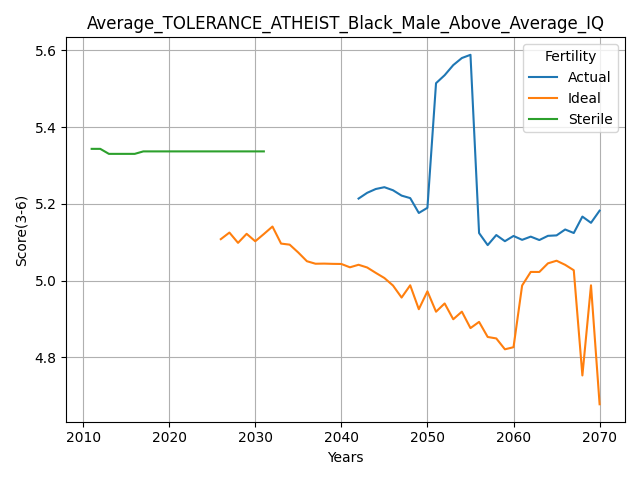 Average_TOLERANCE_ATHEIST_Black_Male_Above_Average_IQ
Fertility
Actual
Ideal
Sterile
Score(3-6)
5.6
5.4
5.2
5.0
4.8
2010 2020 2030 2040 2050 2060 2070
Years